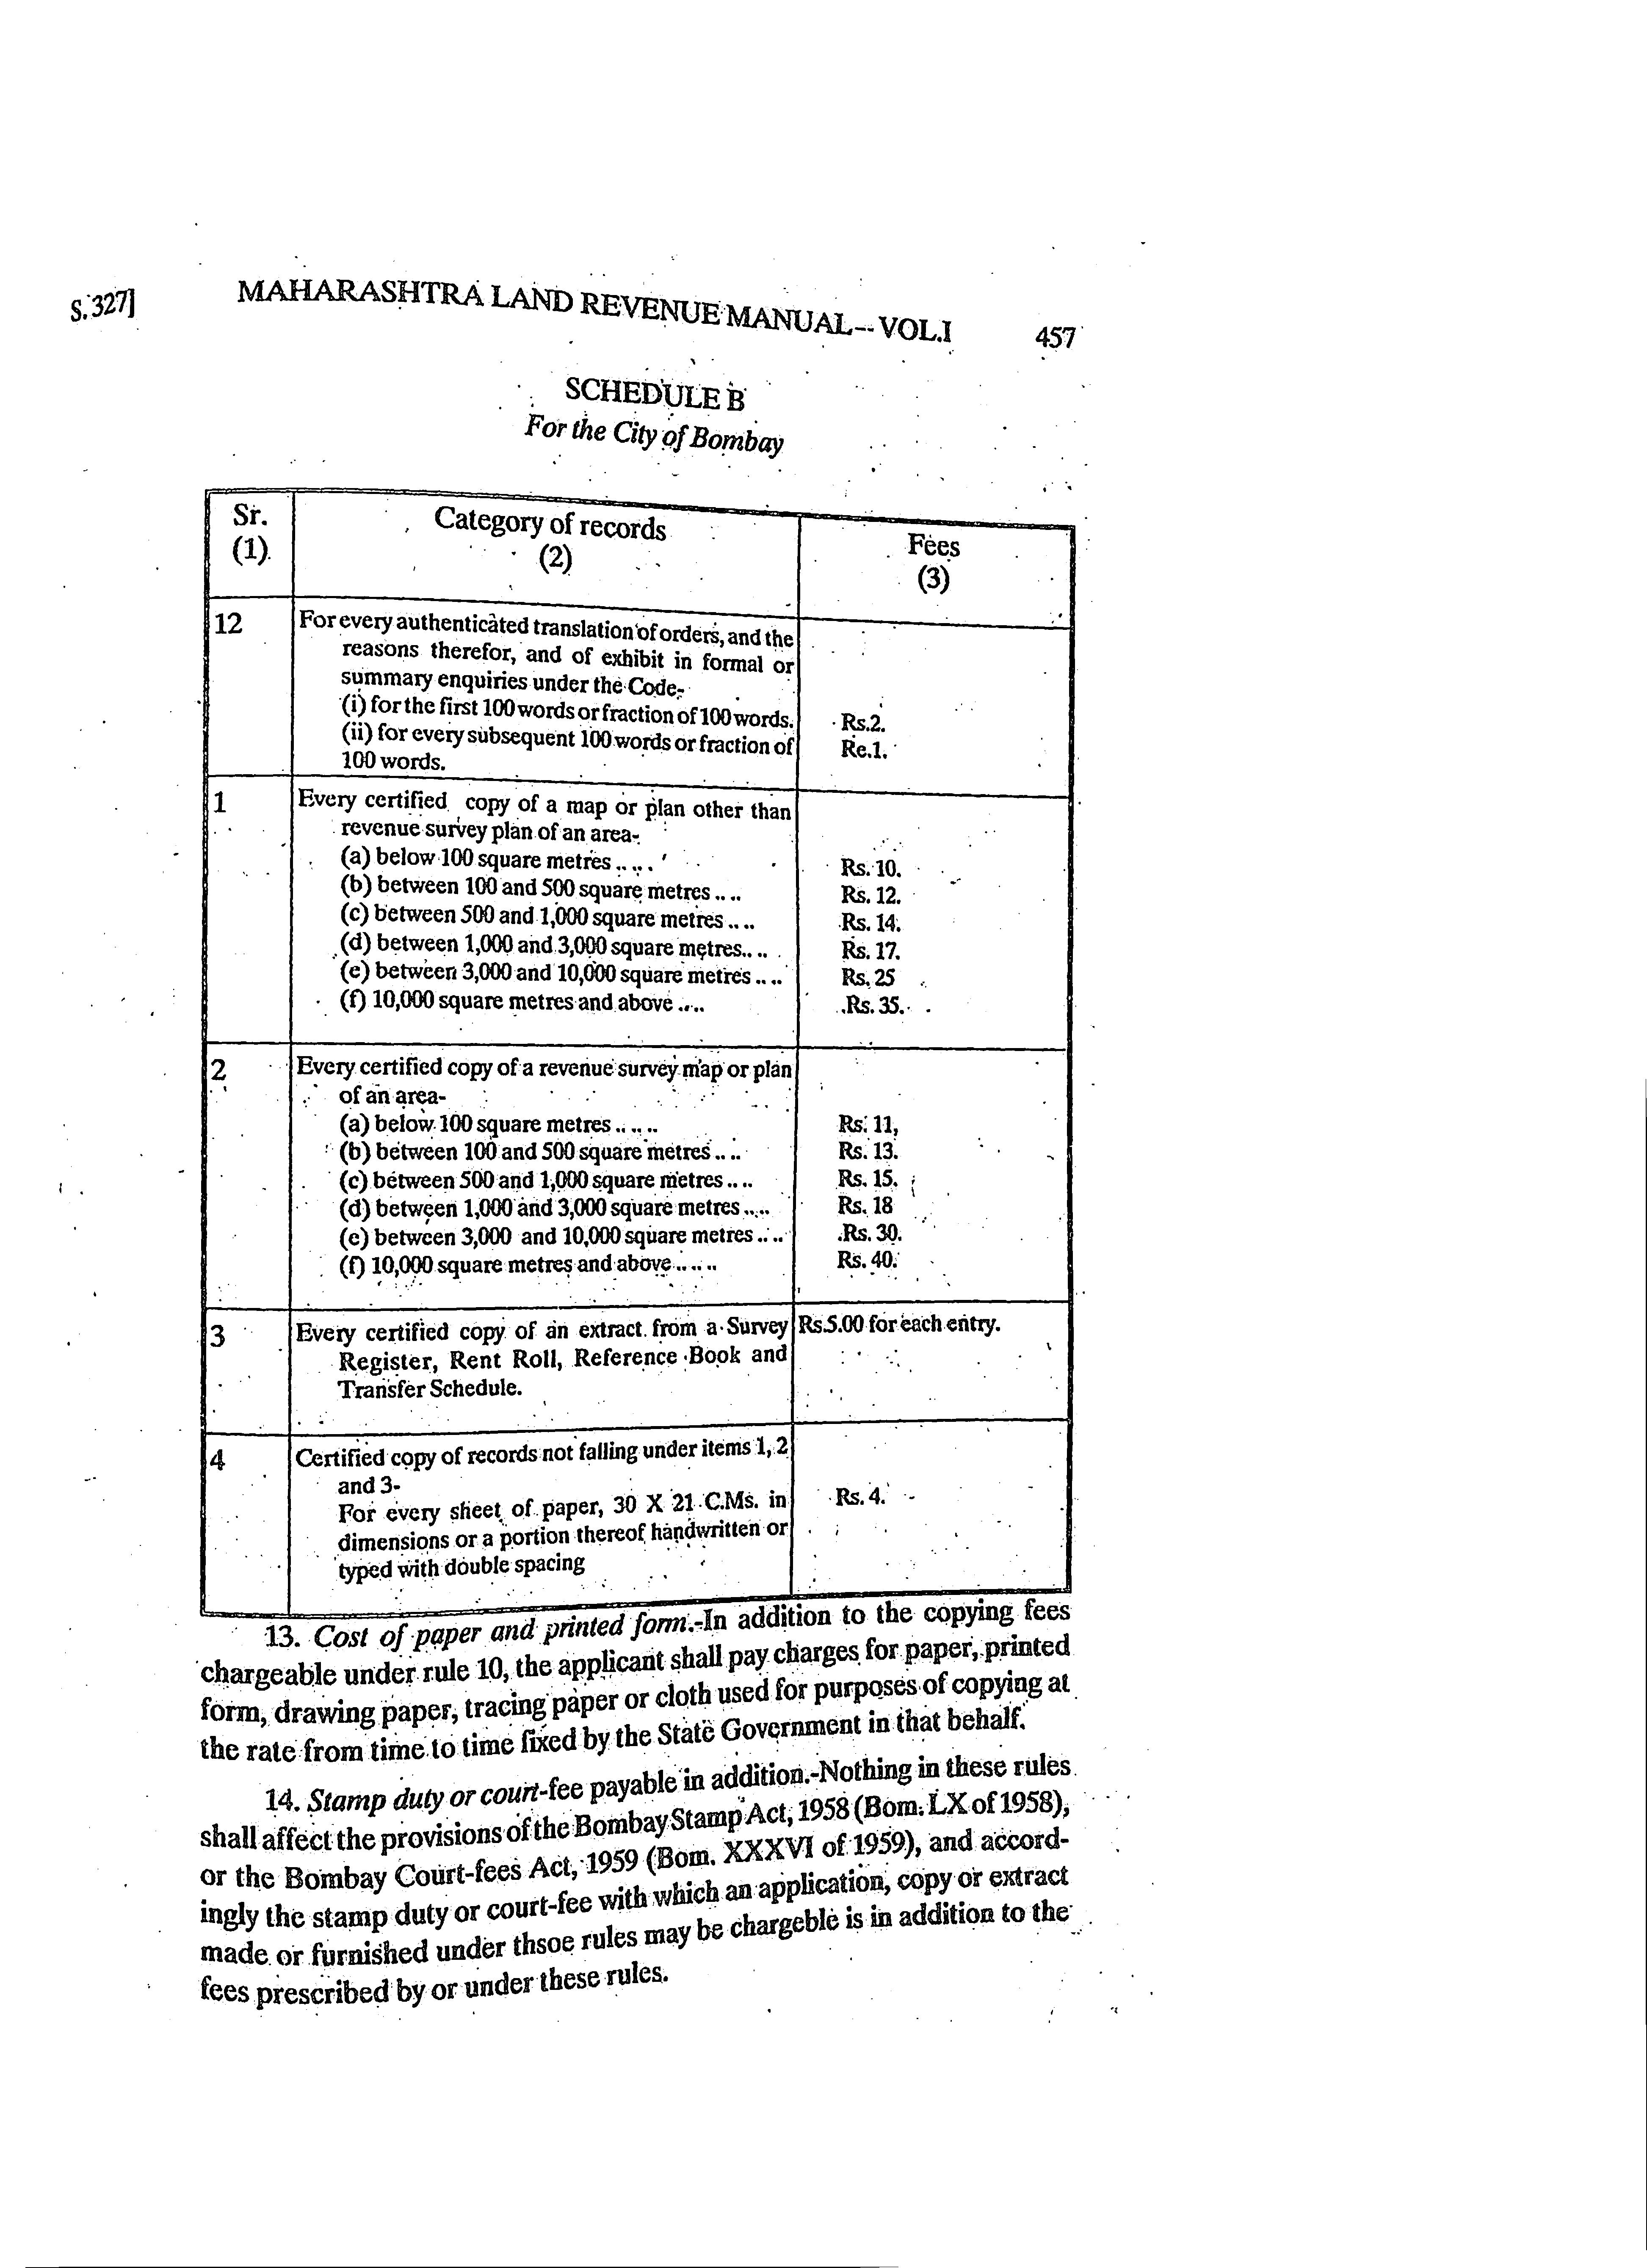 S. 327] MAHARASHTRA LAND REVENUE MANUAL-- VOL.I 457
SCHEDULE B
For the City of Bombay
Sr. Category of records Fees
(1) (2) (3)
12 For every authenticated translation of orders, and the
reasons therefor, and of exhibit in formal or
summary enquiries under the Code-
(i) for the first 100 words or fraction of 100 words. Rs.2.
(ii) for every subsequent 100 words or fraction of Re.1.
100 words.
1 Every certified copy of a map or plan other than
revenue survey plan of an area-
(a) below 100 square metres ..... Rs. 10.
(b) between 100 and 500 square metres .... Rs. 12.
(c) between 500 and 1,000 square metres .... Rs. 14.
(d) between 1,000 and 3,000 square metres.... Rs. 17.
(e) between 3,000 and 10,000 square metres .... Rs. 25
(f) 10,000 square metres and above .... Rs. 35.
2 Every certified copy of a revenue survey map or plan
of an area-
(a) below 100 square metres ..... Rs. 11,
(b) between 100 and 500 square metres .... Rs. 13.
(c) between 500 and 1,000 square metres .... Rs. 15.
(d) between 1,000 and 3,000 square metres .... Rs. 18
(e) between 3,000 and 10,000 square metres .... Rs. 30.
(f) 10,000 square metres and above ..... Rs. 40.
3 Every certified copy of an extract from a Survey Rs.5.00 for each entry.
Register, Rent Roll, Reference Book and
Transfer Schedule.
4 Certified copy of records not falling under items 1, 2
and 3-
For every sheet of paper, 30 X 21 C.Ms. in Rs. 4.
dimensions or a portion thereof handwritten or
typed with double spacing
13. Cost of paper and printed form.-In addition to the copying fees
chargeable under rule 10, the applicant shall pay charges for paper, printed
form, drawing paper, tracing paper or cloth used for purposes of copying at
the rate from time to time fixed by the State Government in that behalf.
14. Stamp duty or court-fee payable in addition.-Nothing in these rules
shall affect the provisions of the Bombay Stamp Act, 1958 (Bom. LX of 1958),
or the Bombay Court-fees Act, 1959 (Bom. XXXVI of 1959), and accord-
ingly the stamp duty or court-fee with which an application, copy or extract
made or furnished under thsoe rules may be chargeble is in addition to the
fees prescribed by or under these rules.